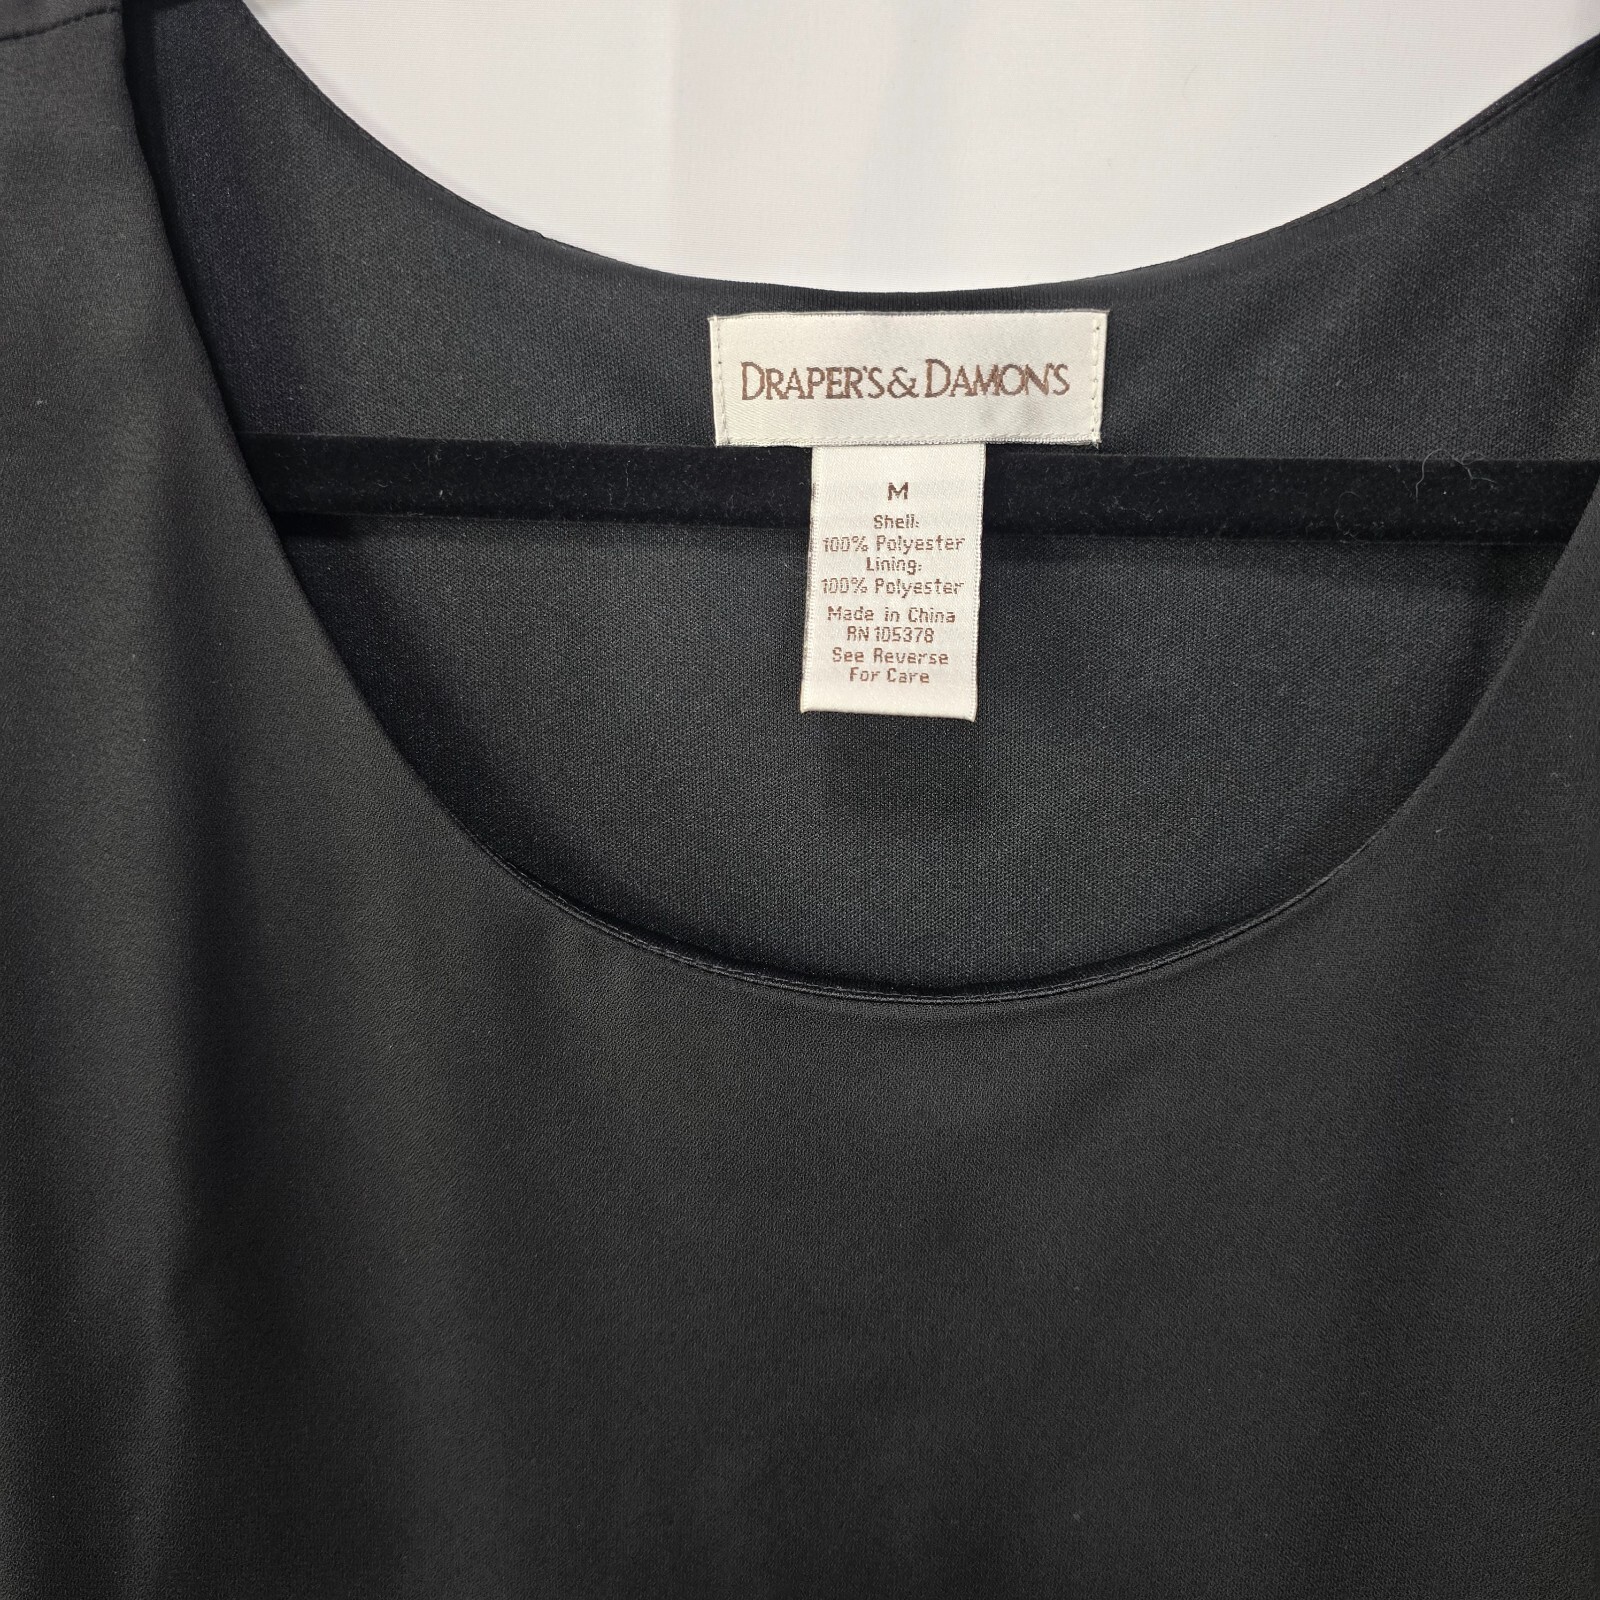 DRAPER'S & DAMON'S
M
Shell:
100% Polyester
Lining:
100% Polyester
Made in China
RN 105378
See Reverse
For Care